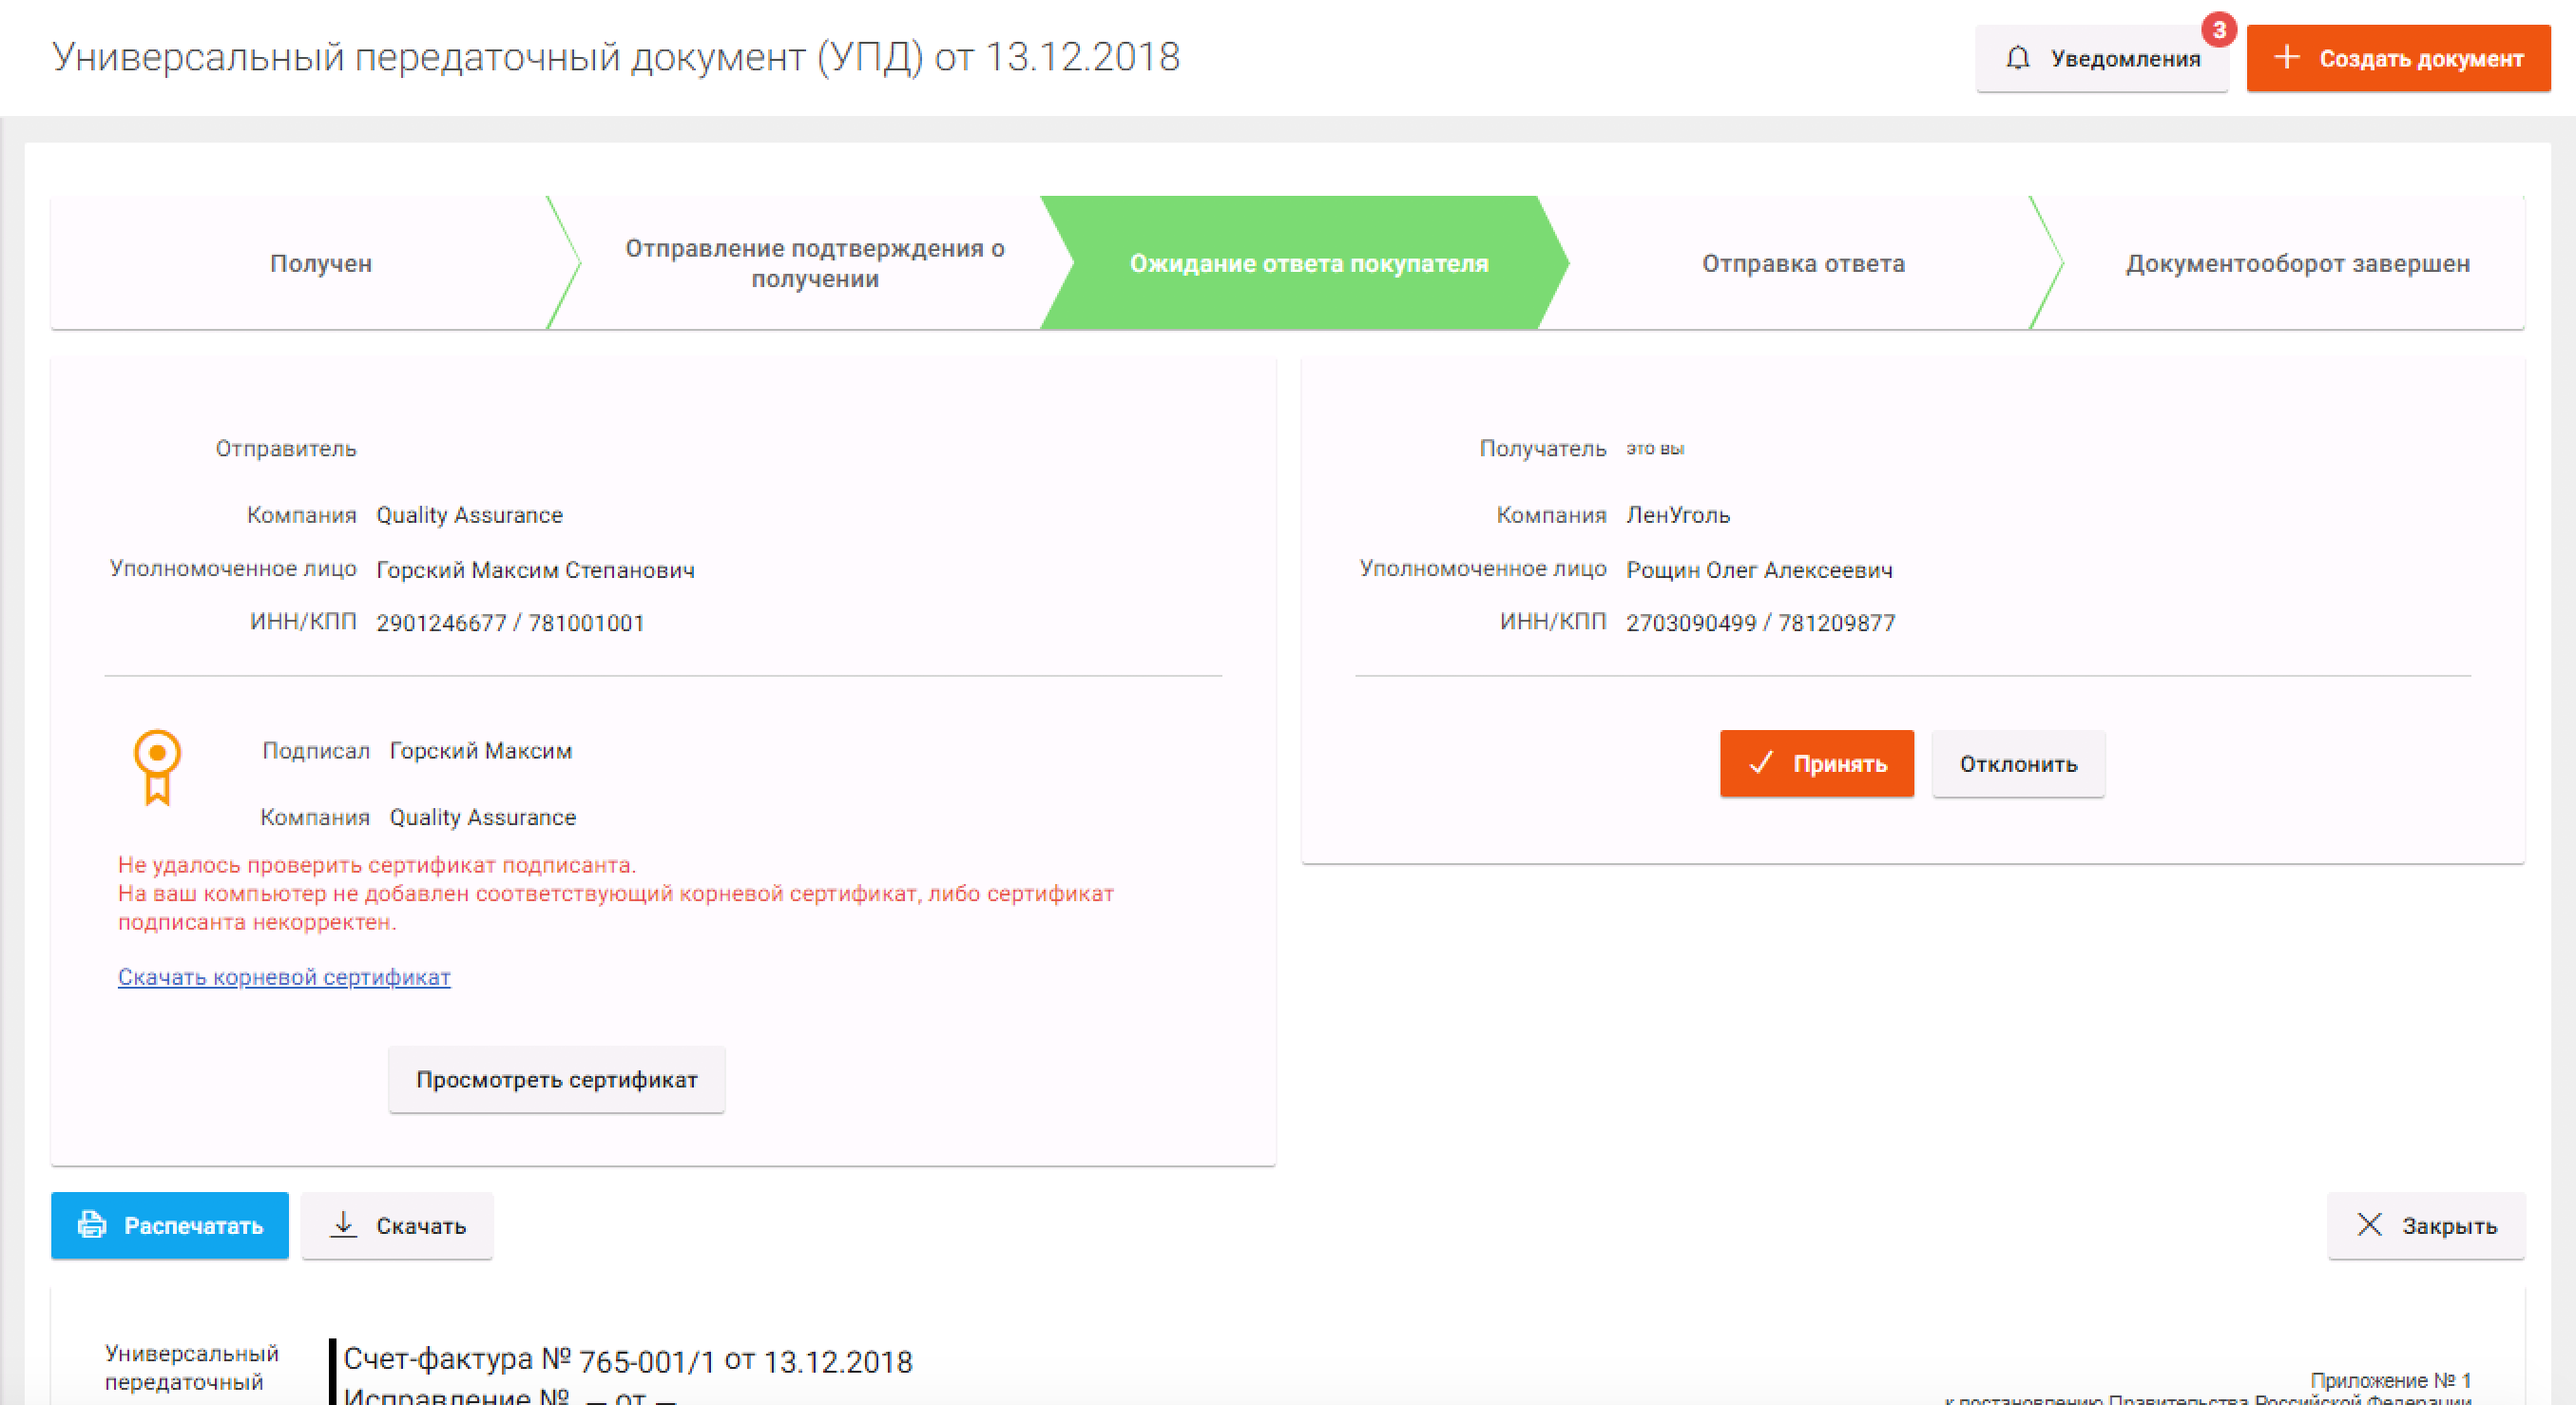 Универсальный передаточный документ (УПД) от 13.12.2018
Уведомления
3
Создать документ
Получен
Отправление подтверждения о
получении
Ожидание ответа покупателя
Отправка ответа
Документооборот завершен
Отправитель
Компания Quality Assurance
Уполномоченное лицо Горский Максим Степанович
ИНН/КПП 2901246677 / 781001001
Подписал Горский Максим
Компания Quality Assurance
Не удалось проверить сертификат подписанта.
На ваш компьютер не добавлен соответствующий корневой сертификат, либо сертификат
подписанта некорректен.
Скачать корневой сертификат
Просмотреть сертификат
Получатель это вы
Компания ЛенУголь
Уполномоченное лицо Рощин Олег Алексеевич
ИНН/КПП 2703090499 / 781209877
Принять
Отклонить
Распечатать
Скачать
Закрыть
Универсальный
передаточный
Счет-фактура № 765-001/1 от 13.12.2018
Исправление № — от —
Приложение № 1
к постановлению Правительства Российской Федерации